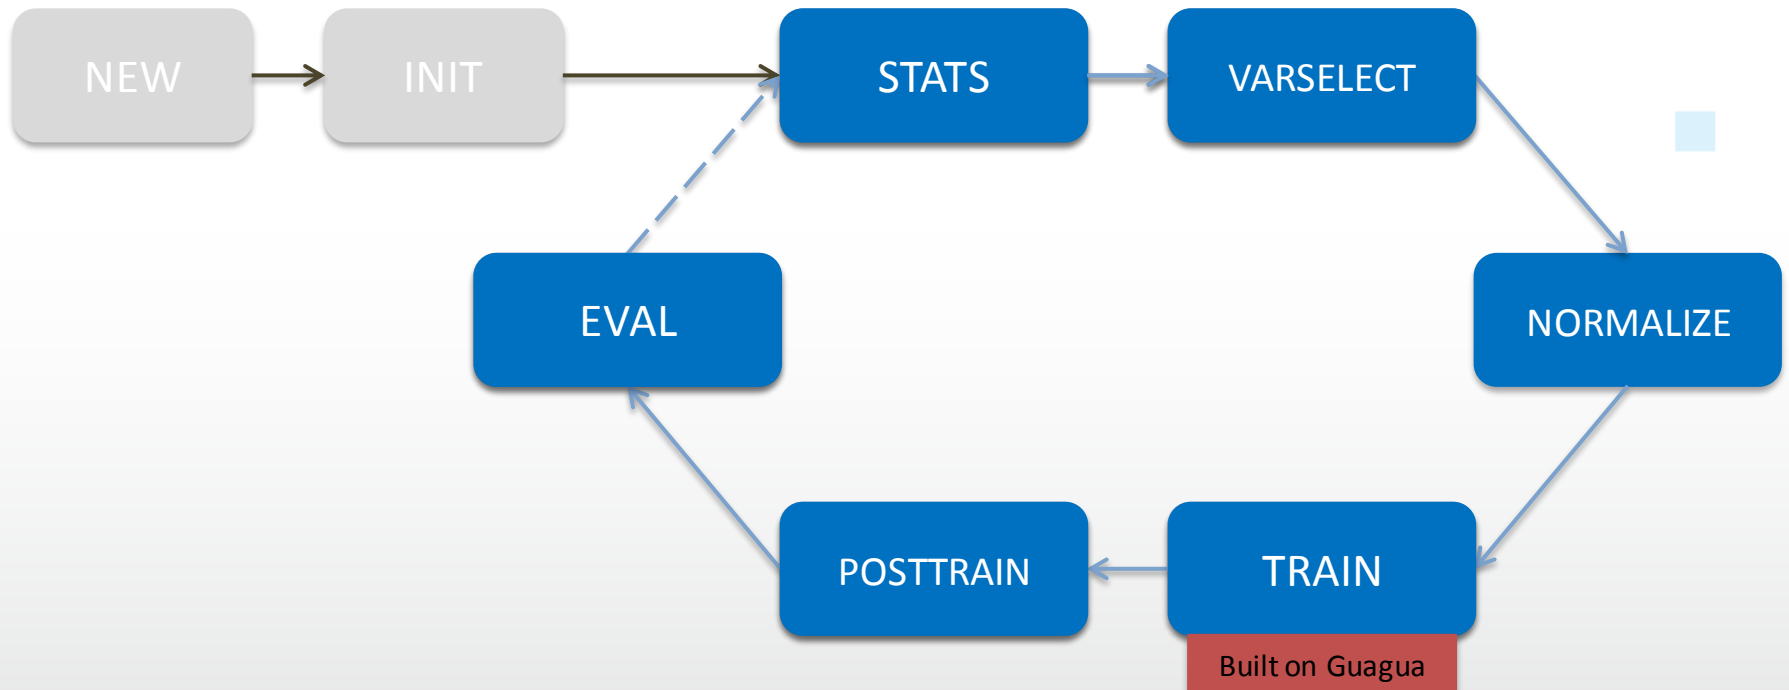 NEW
INIT
STATS
VARSELECT
EVAL
NORMALIZE
POSTTRAIN
TRAIN
Built on Guagua